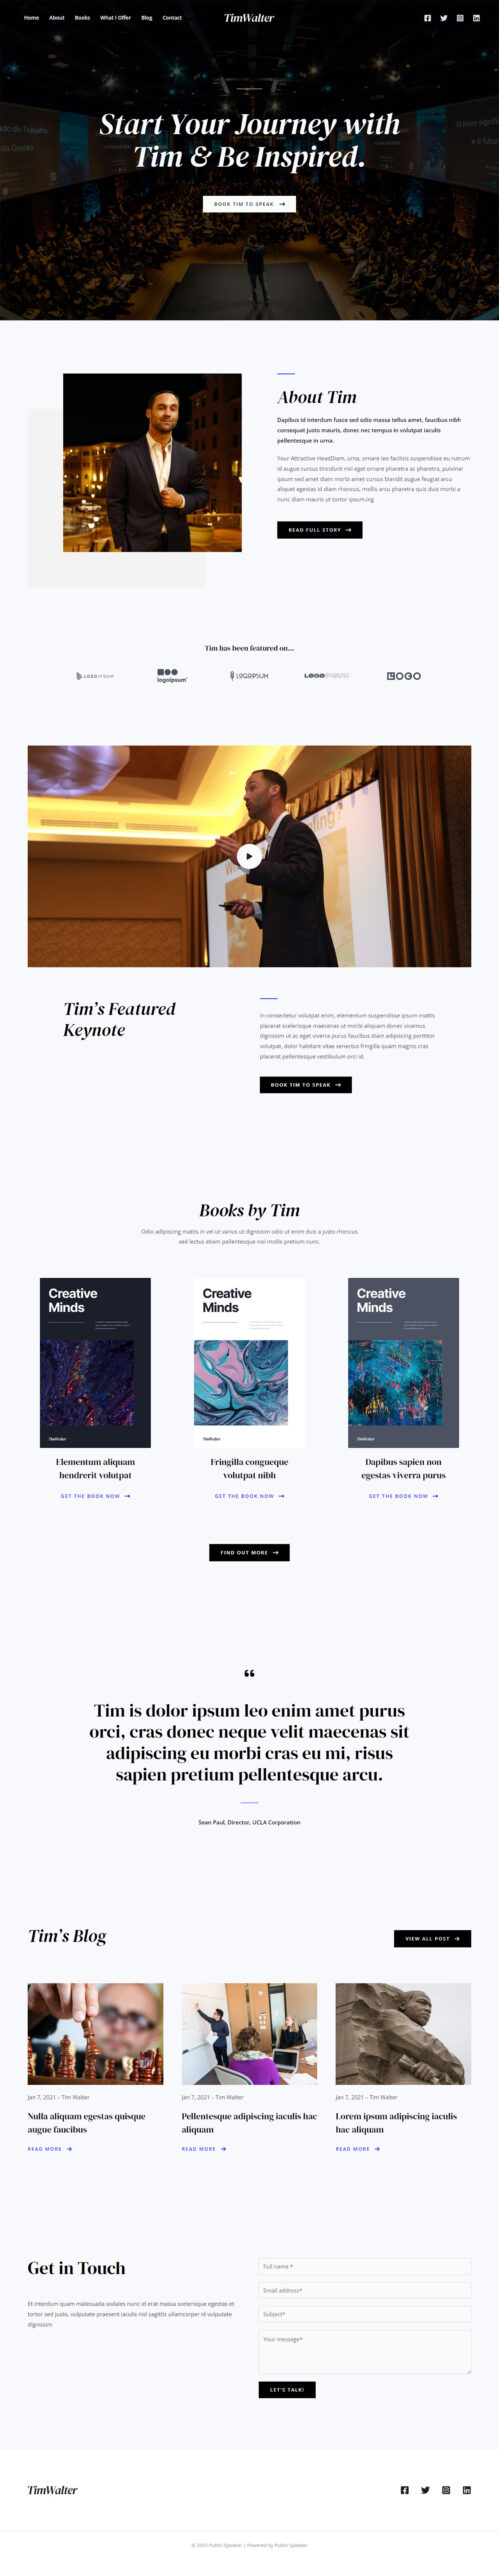 Home About Books What I Offer Blog Contact
TimWalter
do do Trabalho
da Gestão
o novo signific
e o futur
Start Your Journey with
Tim & Be Inspired.
BOOK TIM TO SPEAK
About Tim
Dapibus id interdum fusce sed odio massa tellus amet, faucibus nibh
consequat justo mauris, donec nec tempus in volutpat iaculis
pellentesque in urna.
Your Attractive HeadDiam, urna, ornare leo facilisis suspendisse eu rutrum
id augue cursus tincidunt nisl eget ornare pharetra ac pharetra, pulvinar
ipsum sed amet diam morbi amet cursus blandit augue feugiat arcu
aliquet egestas id diam rhoncus, mollis arcu pharetra quis duis morbi a
nunc diam mauris ut tortor ipsum.ing
READ FULL STORY
Tim has been featured on...
LOGOIPSUM
logoipsum
LOGOIPSUM
LOGOIPSUM
LOGO
Tim's Featured
Keynote
In consectetur volutpat enim, elementum suspendisse ipsum mattis
placerat scelerisque maecenas ut morbi aliquam donec vivamus
dignissim ut ac eget viverra purus faucibus diam adipiscing porttitor
volutpat, dolor habitant vitae senectus fringilla quam magnis cras
placerat pellentesque vestibulum orci id.
BOOK TIM TO SPEAK
Books by Tim
Odio adipiscing mattis in vel ut varius ut dignissim odio ut enim duis a justo rhoncus
sed lectus etiam pellentesque nisl mollis pretium nunc.
Creative
Minds
TimWalter
Creative
Minds
TimWalter
Creative
Minds
TimWalter
Elementum aliquam
hendrerit volutpat
GET THE BOOK NOW
Fringilla congueque
volutpat nibh
GET THE BOOK NOW
Dapibus sapien non
egestas viverra purus
GET THE BOOK NOW
FIND OUT MORE
“
Tim is dolor ipsum leo enim amet purus
orci, cras donec neque velit maecenas sit
adipiscing eu morbi cras eu mi, risus
sapien pretium pellentesque arcu.
Sean Paul, Director, UCLA Corporation
Tim's Blog
VIEW ALL POST
Jan 7, 2021 – Tim Walter
Nulla aliquam egestas quisque
augue faucibus
READ MORE
Jan 7, 2021 – Tim Walter
Pellentesque adipiscing iaculis hac
aliquam
READ MORE
Jan 7, 2021 – Tim Walter
Lorem ipsum adipiscing iaculis
hac aliquam
READ MORE
Get in Touch
Et interdum quam malesuada sodales nunc id erat massa scelerisque egestas et
tortor sed justo, vulputate praesent iaculis nisl sagittis ullamcorper id vulputate
dignissim
Full name *
Email address*
Subject*
Your message*
LET'S TALK!
TimWalter
© 2022 Public Speaker | Powered by Public Speaker